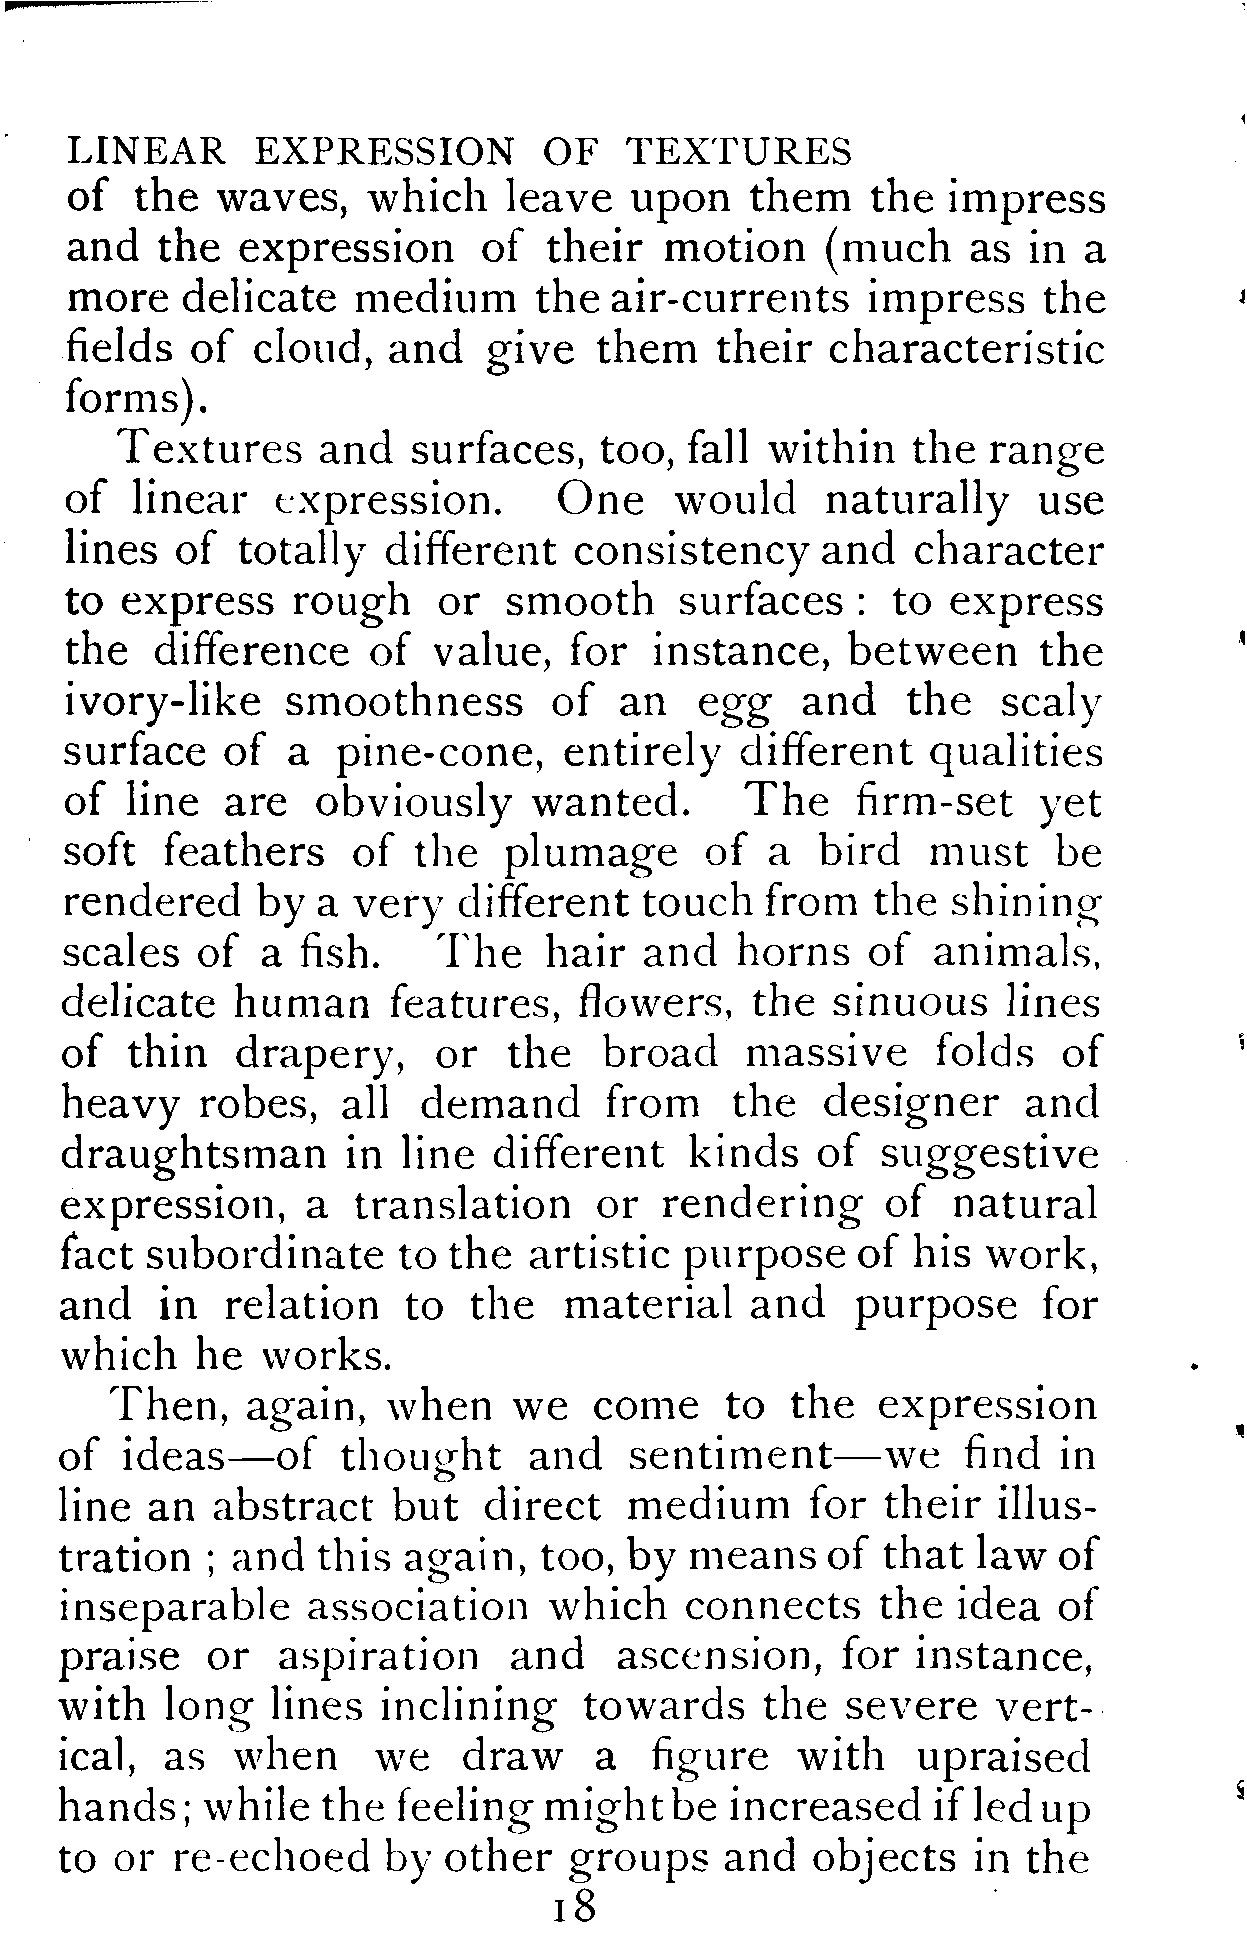 LINEAR EXPRESSION OF TEXTURES
of the waves, which leave upon them the impress
and the expression of their motion (much as in a
more delicate medium the air-currents impress the
fields of cloud, and give them their characteristic
forms).
Textures and surfaces, too, fall within the range
of linear expression. One would naturally use
lines of totally different consistency and character
to express rough or smooth surfaces : to express
the difference of value, for instance, between the
ivory-like smoothness of an egg and the scaly
surface of a pine-cone, entirely different qualities
of line are obviously wanted. The firm-set yet
soft feathers of the plumage of a bird must be
rendered by a very different touch from the shining
scales of a fish. The hair and horns of animals,
delicate human features, flowers, the sinuous lines
of thin drapery, or the broad massive folds of
heavy robes, all demand from the designer and
draughtsman in line different kinds of suggestive
expression, a translation or rendering of natural
fact subordinate to the artistic purpose of his work,
and in relation to the material and purpose for
which he works.
Then, again, when we come to the expression
of ideas—of thought and sentiment—we find in
line an abstract but direct medium for their illus-
tration ; and this again, too, by means of that law of
inseparable association which connects the idea of
praise or aspiration and ascension, for instance,
with long lines inclining towards the severe vert-
ical, as when we draw a figure with upraised
hands; while the feeling might be increased if led up
to or re-echoed by other groups and objects in the
18